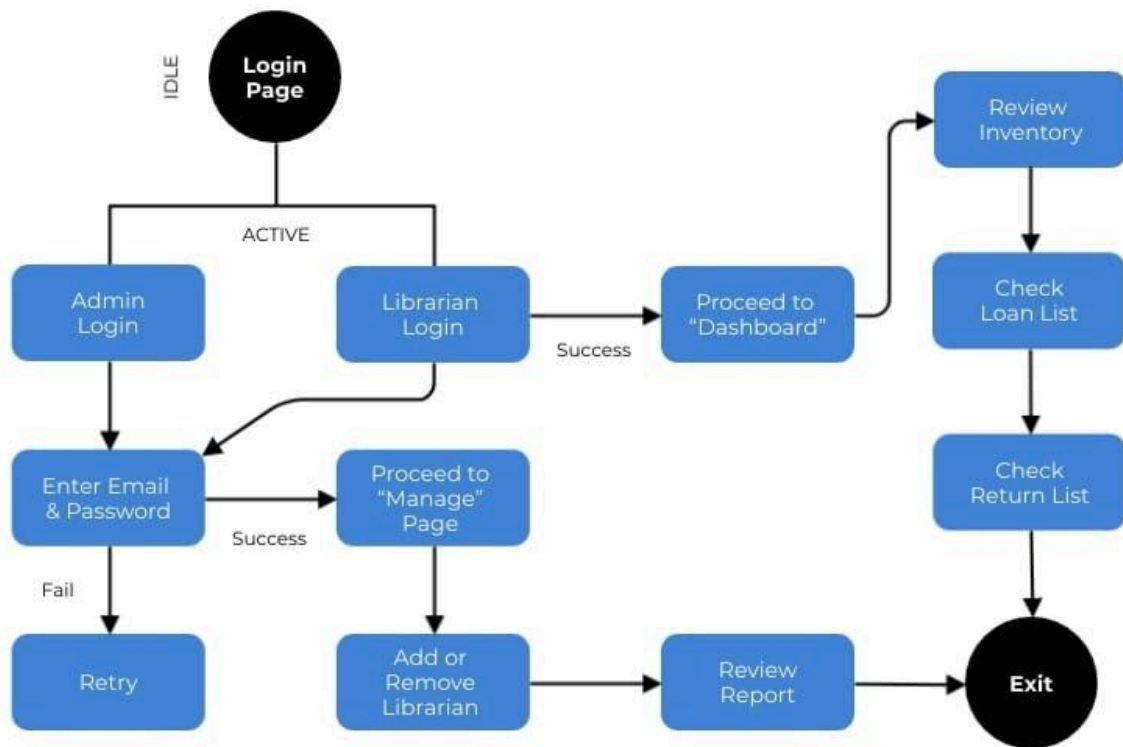 IDLE
Login
Page
Review
Inventory
ACTIVE
Admin
Login
Librarian
Login
Success
Proceed to
“Dashboard”
Check
Loan List
Enter Email
& Password
Success
Proceed to
“Manage”
Page
Check
Return List
Fail
Retry
Add or
Remove
Librarian
Review
Report
Exit